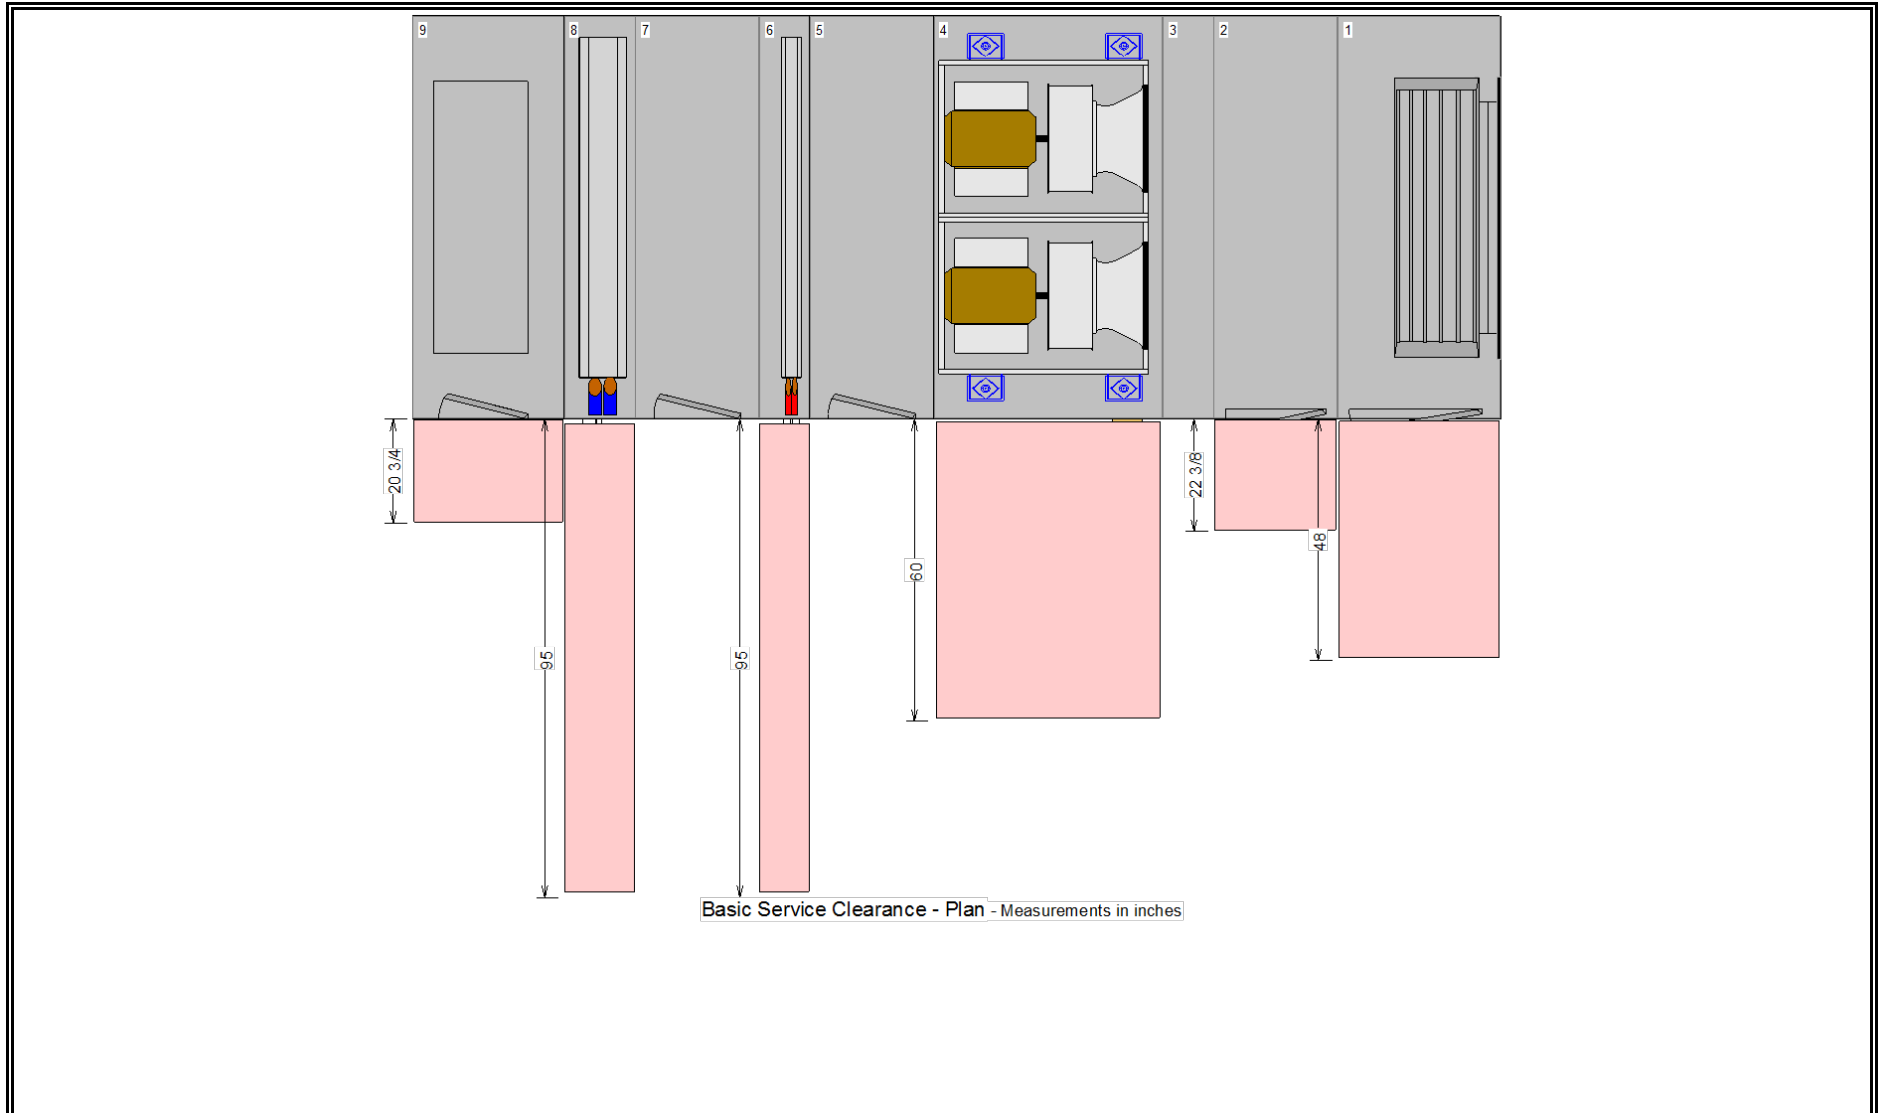 9 8 7 6 5 4 3 2 1
20 3/4
22 3/8
48
60
95 95
Basic Service Clearance - Plan - Measurements in inches